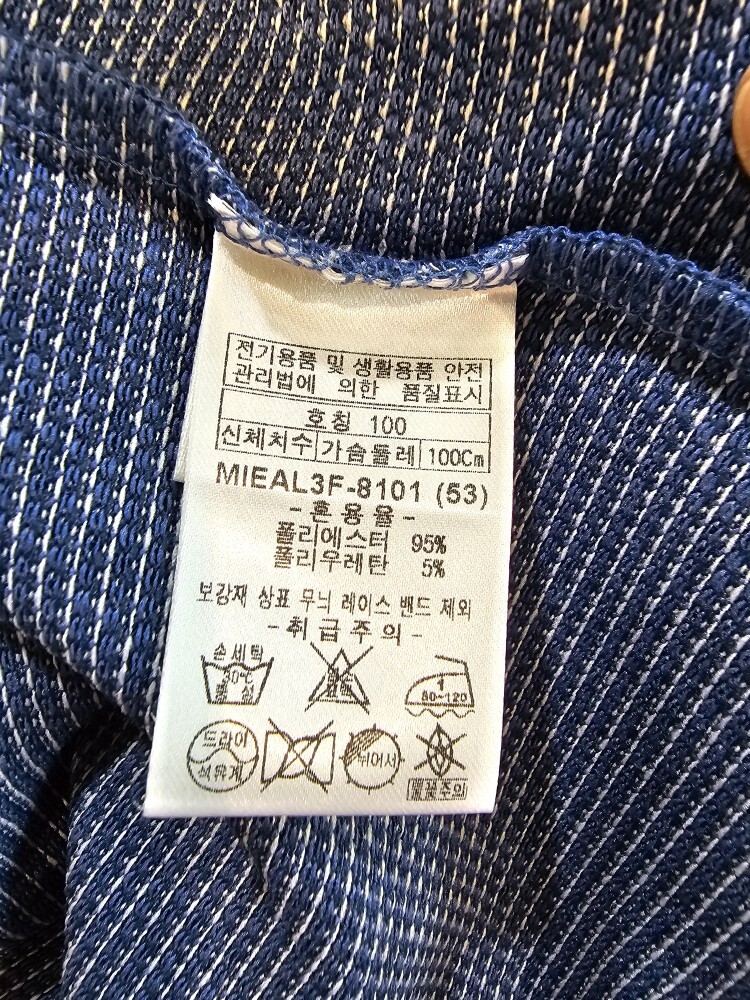 전기용품 및 생활용품 안전
관리법에 의한 품질표시
호칭 100
신체치수 가슴둘레 100Cm
MIEAL3F-8101 (53)
- 혼용율 -
폴리에스터 95%
폴리우레탄 5%
보강재 상표 무늬 레이스 밴드 제외
- 취급주의 -
손세탁
30℃
중성
1
80~120
드라이
석유계
뉘어서